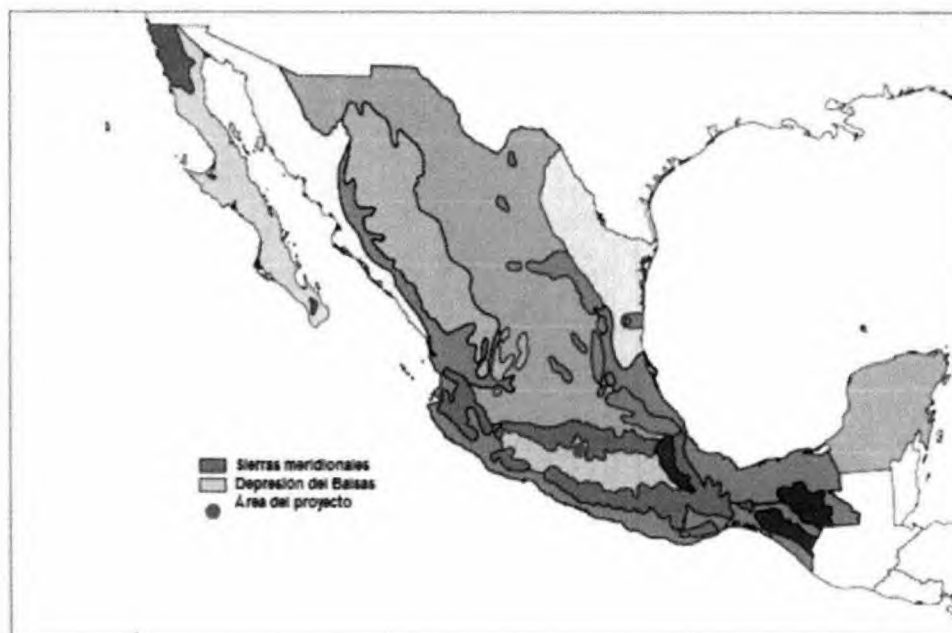 Sierras meridionales
Depresión del Balsas
Área del proyecto